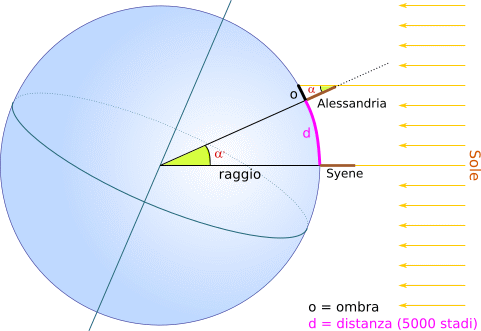 o
α
Alessandria
d
α
raggio
Syene
Sole
o = ombra
d = distanza (5000 stadi)